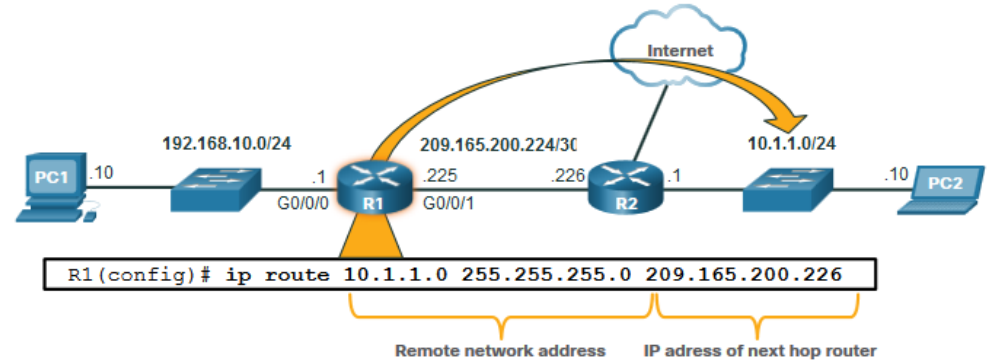 Internet
192.168.10.0/24
209.165.200.224/30
10.1.1.0/24
PC1
.10
.1
G0/0/0
R1
.225
G0/0/1
.226
R2
.1
.10
PC2
R1(config)# ip route 10.1.1.0 255.255.255.0 209.165.200.226
Remote network address
IP adress of next hop router